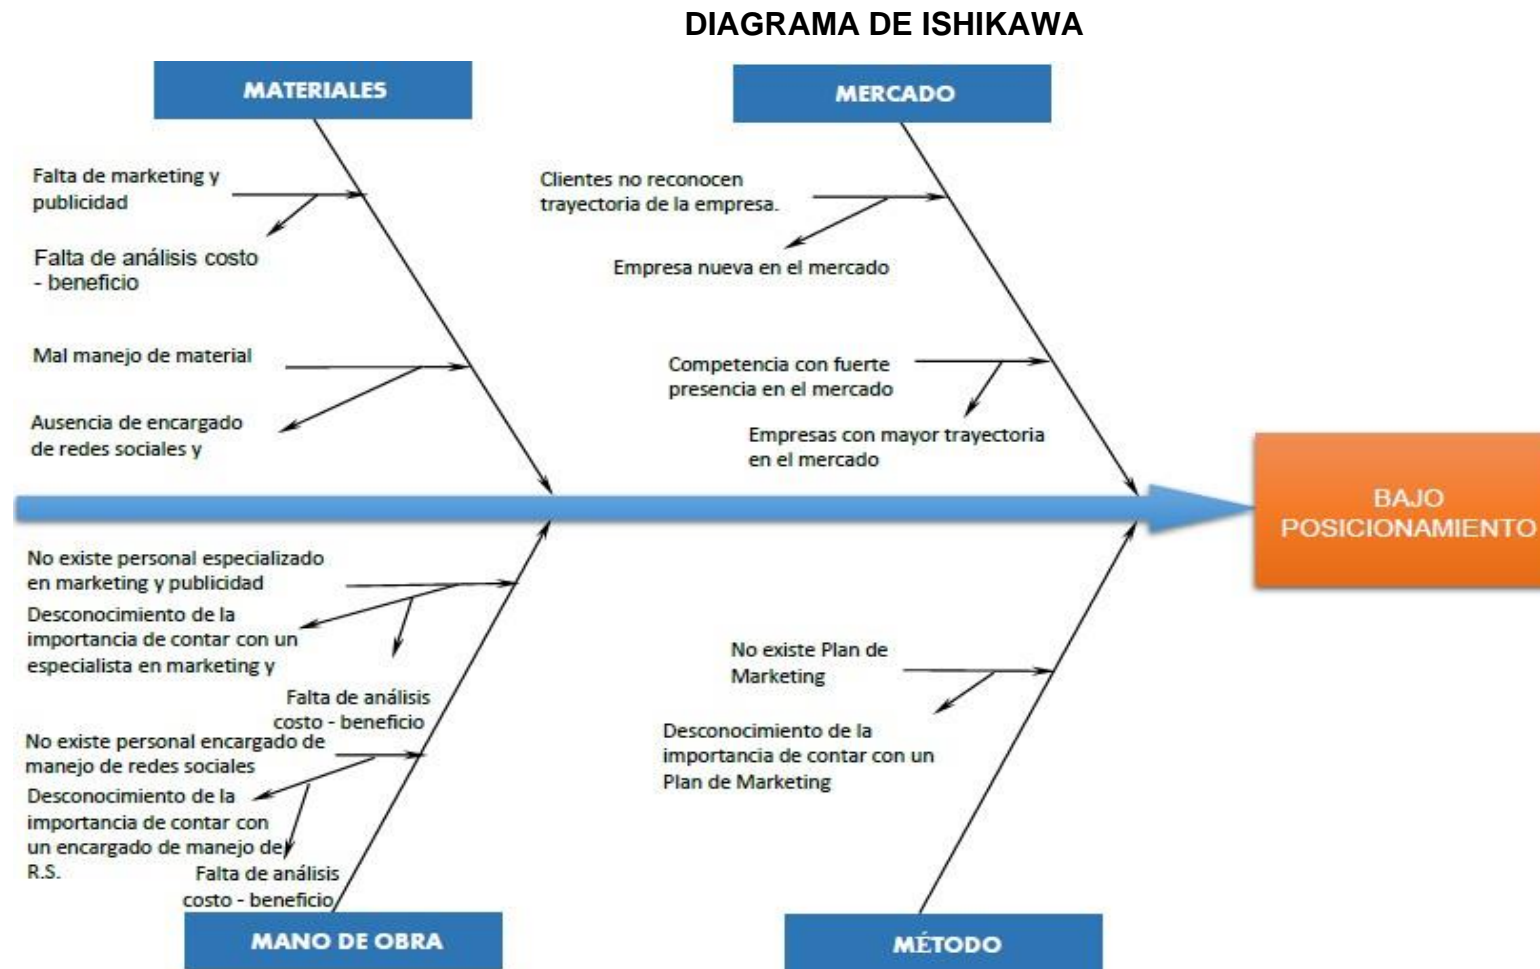 DIAGRAMA DE ISHIKAWA
MATERIALES
MERCADO
Falta de marketing y
publicidad
Falta de análisis costo
- beneficio
Mal manejo de material
Ausencia de encargado
de redes sociales y
Clientes no reconocen
trayectoria de la empresa.
Empresa nueva en el mercado
Competencia con fuerte
presencia en el mercado
Empresas con mayor trayectoria
en el mercado
BAJO
POSICIONAMIENTO
No existe personal especializado
en marketing y publicidad
Desconocimiento de la
importancia de contar con un
especialista en marketing y
Falta de análisis
costo - beneficio
No existe personal encargado de
manejo de redes sociales
Desconocimiento de la
importancia de contar con
un encargado de manejo de
R.S.
Falta de análisis
costo - beneficio
No existe Plan de
Marketing
Desconocimiento de la
importancia de contar con un
Plan de Marketing
MANO DE OBRA
MÉTODO